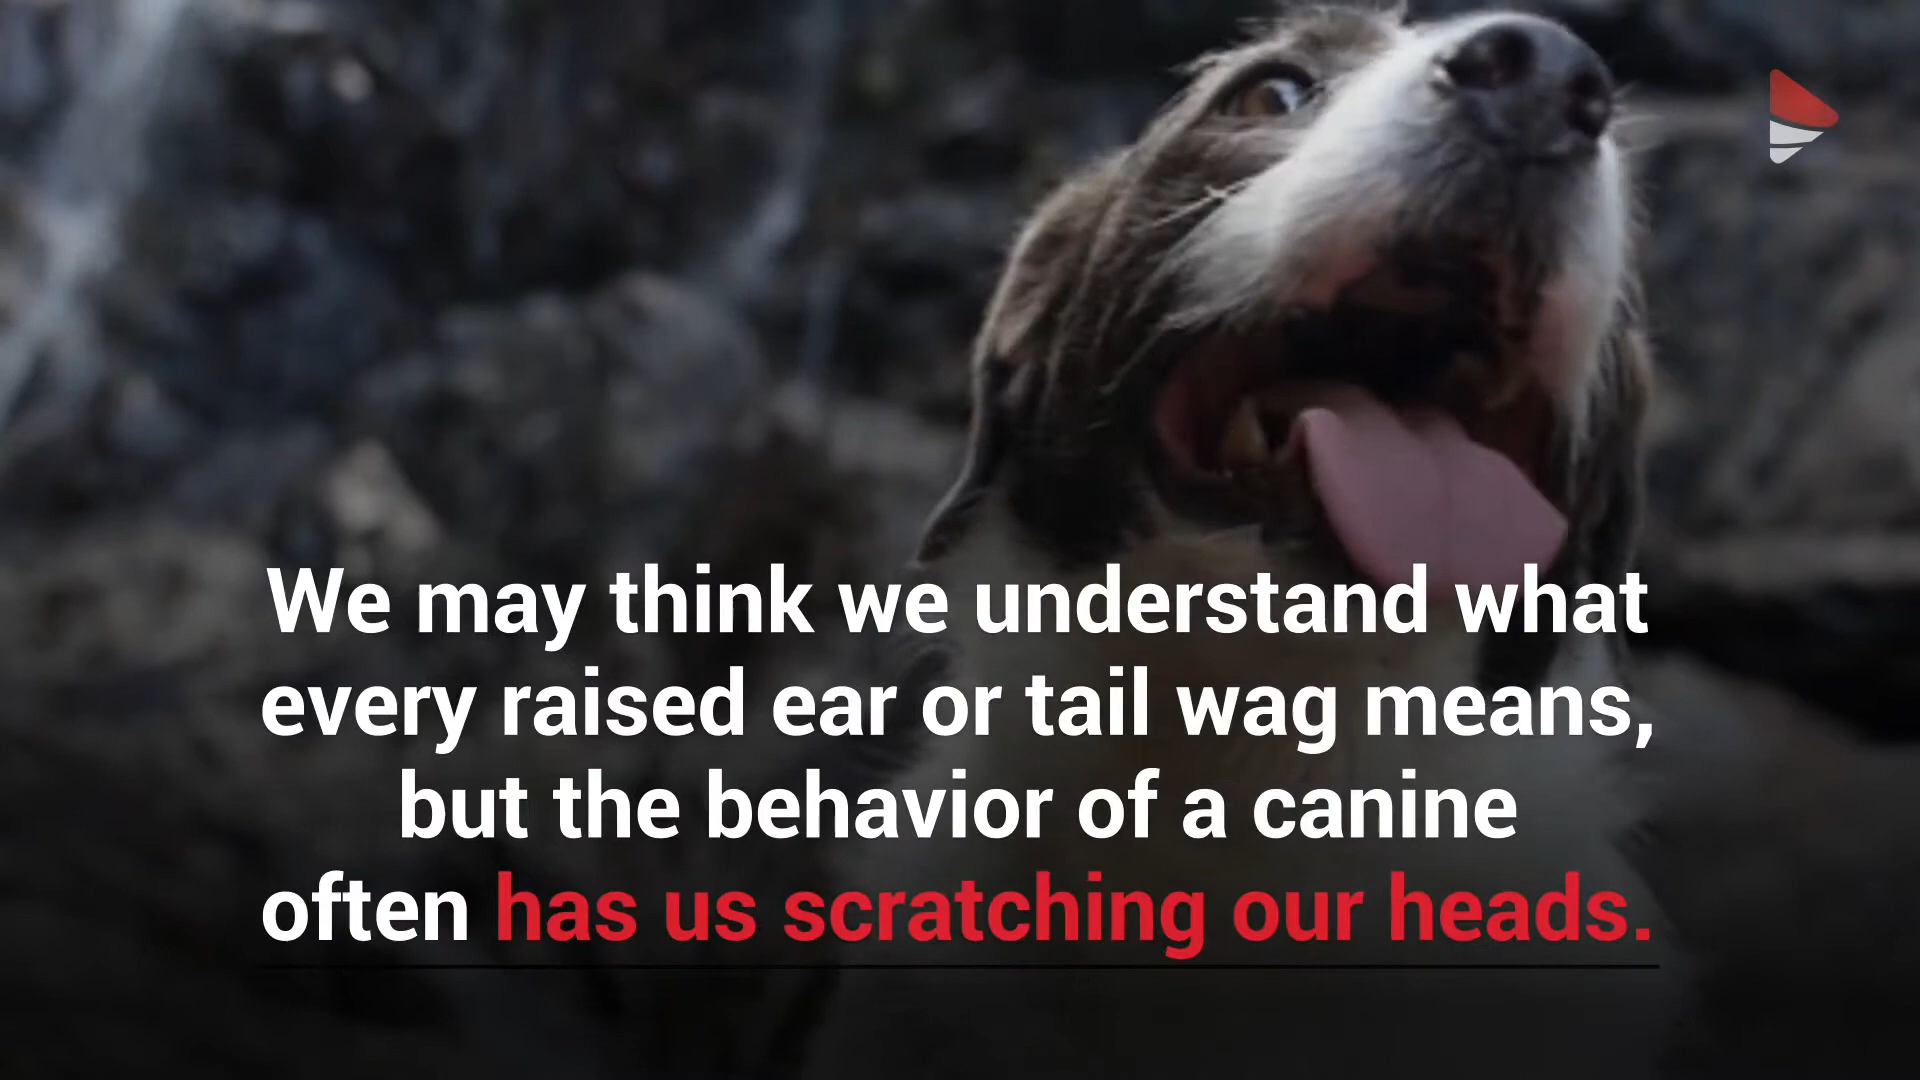 We may think we understand what
every raised ear or tail wag means,
but the behavior of a canine
often has us scratching our heads.